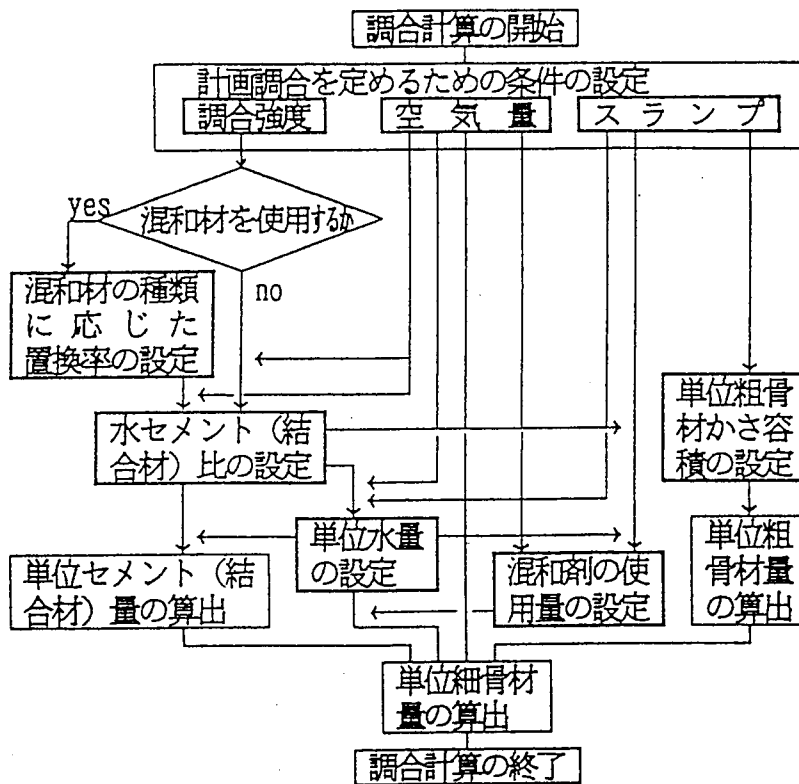 調合計算の開始
計画調合を定めるための条件の設定
調合強度
空気量
スランプ
yes
混和材を使用するか
no
混和材の種類
に応じた
置換率の設定
単位粗骨
材かさ容
積の設定
水セメント（結
合材）比の設定
単位水量
の設定
単位セメント（結
合材）量の算出
混和剤の使
用量の設定
単位粗
骨材量
の算出
単位細骨材
量の算出
調合計算の終了